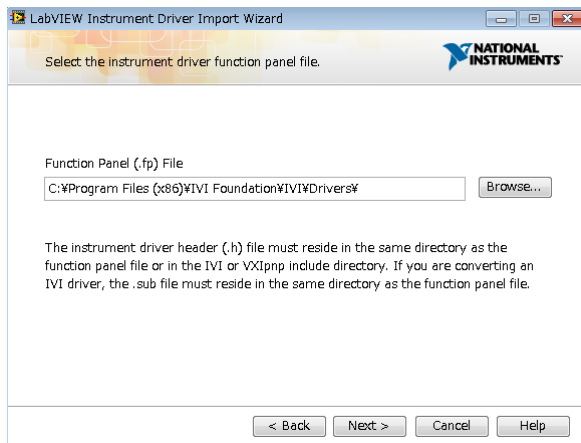 LabVIEW Instrument Driver Import Wizard
Select the instrument driver function panel file.
NATIONAL
INSTRUMENTS™
Function Panel (.fp) File
C:¥Program Files (x86)¥IVI Foundation¥IVI¥Drivers¥
Browse...
The instrument driver header (.h) file must reside in the same directory as the
function panel file or in the IVI or VXIpnp include directory. If you are converting an
IVI driver, the .sub file must reside in the same directory as the function panel file.
< Back
Next >
Cancel
Help